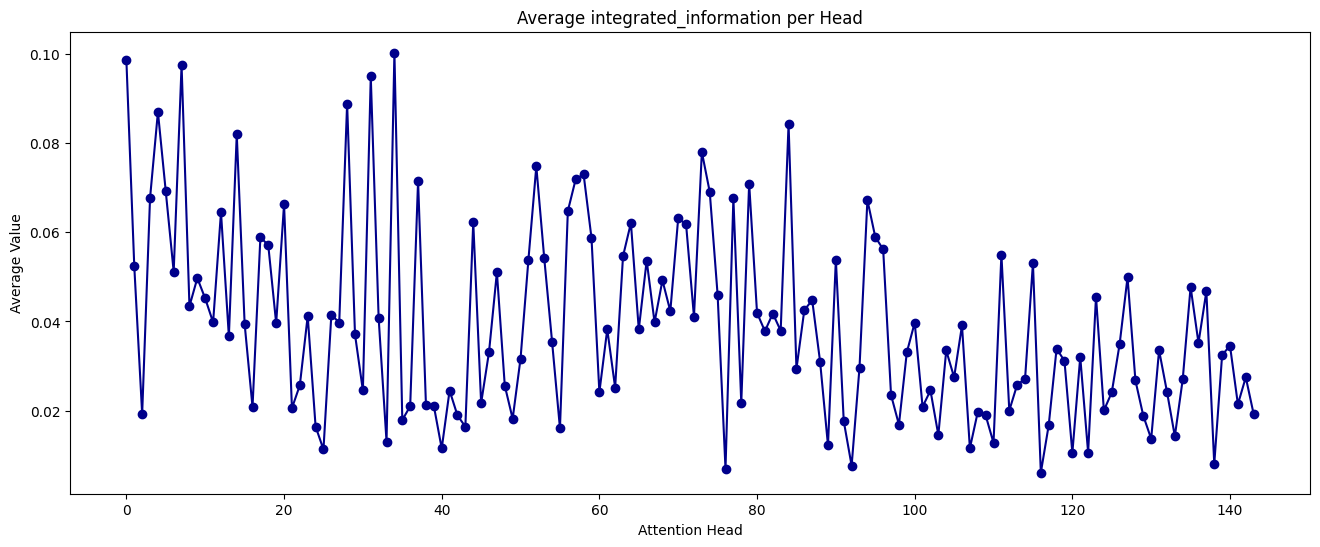 Average integrated_information per Head
Average Value
0.10
0.08
0.06
0.04
0.02
0 20 40 60 80 100 120 140
Attention Head